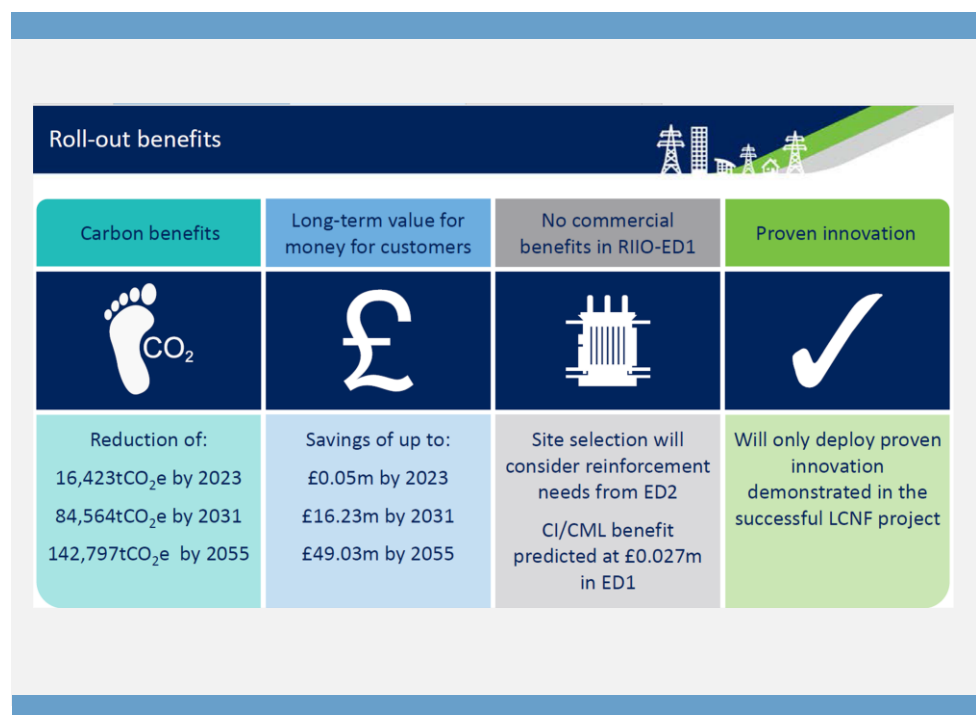 Roll-out benefits
Carbon benefits
Long-term value for
money for customers
No commercial
benefits in RIIO-ED1
Proven innovation
CO₂
£
Reduction of:
16,423tCO₂e by 2023
84,564tCO₂e by 2031
142,797tCO₂e by 2055
Savings of up to:
£0.05m by 2023
£16.23m by 2031
£49.03m by 2055
Site selection will
consider reinforcement
needs from ED2
CI/CML benefit
predicted at £0.027m
in ED1
Will only deploy proven
innovation
demonstrated in the
successful LCNF project